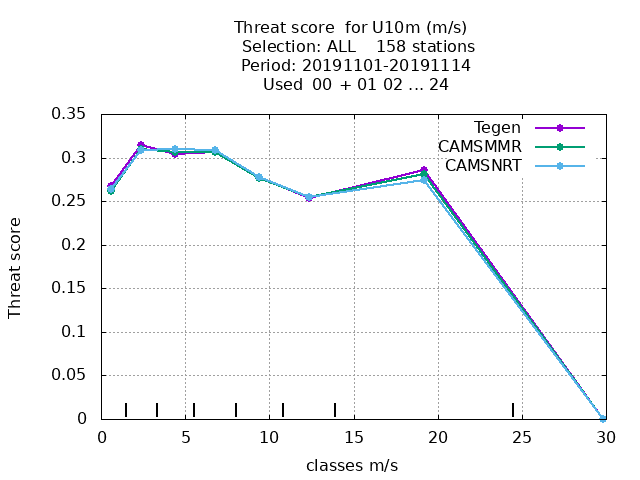 Threat score  for U10m (m/s)
Selection: ALL    158 stations
Period: 20191101-20191114
Used  00 + 01 02 ... 24
Tegen
CAMSMMR
CAMSNRT
0.35
0.3
0.25
0.2
0.15
0.1
0.05
0
Threat score
0 5 10 15 20 25 30
classes m/s